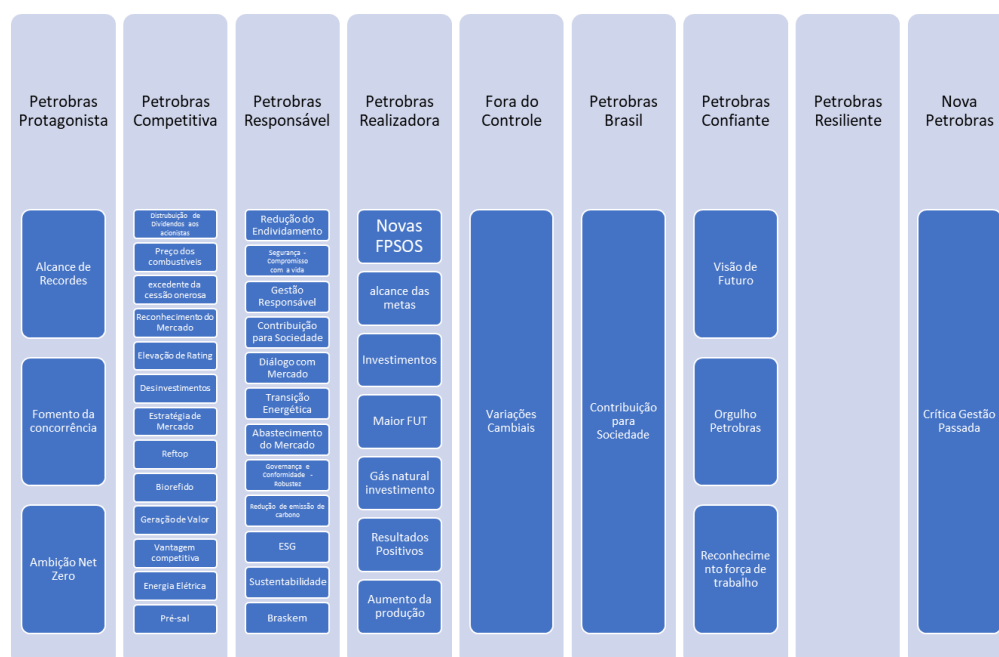 Petrobras
Protagonista
Alcance de
Recordes
Fomento da
concorrência
Ambição Net
Zero
Petrobras
Competitiva
Distrubuição de
Dividendos aos
acionistas
Preço dos
combustíveis
excedente da
cessão onerosa
Reconhecimento do
Mercado
Elevação de Rating
Desinvestimentos
Estratégia de
Mercado
Reftop
Biorefido
Geração de Valor
Vantagem
competitiva
Energia Elétrica
Pré-sal
Petrobras
Responsável
Redução do
Endividamento
Segurança -
Compromisso
com a vida
Gestão
Responsável
Contribuição
para Sociedade
Diálogo com
Mercado
Transição
Energética
Abastecimento
do Mercado
Governança e
Conformidade -
Robustez
Redução de emissão de
carbono
ESG
Sustentabilidade
Braskem
Petrobras
Realizadora
Novas
FPSOS
alcance das
metas
Investimentos
Maior FUT
Gás natural
investimento
Resultados
Positivos
Aumento da
produção
Fora do
Controle
Variações
Cambiais
Petrobras
Brasil
Contribuição
para
Sociedade
Petrobras
Confiante
Visão de
Futuro
Orgulho
Petrobras
Reconhecime
nto força de
trabalho
Petrobras
Resiliente
Nova
Petrobras
Crítica Gestão
Passada